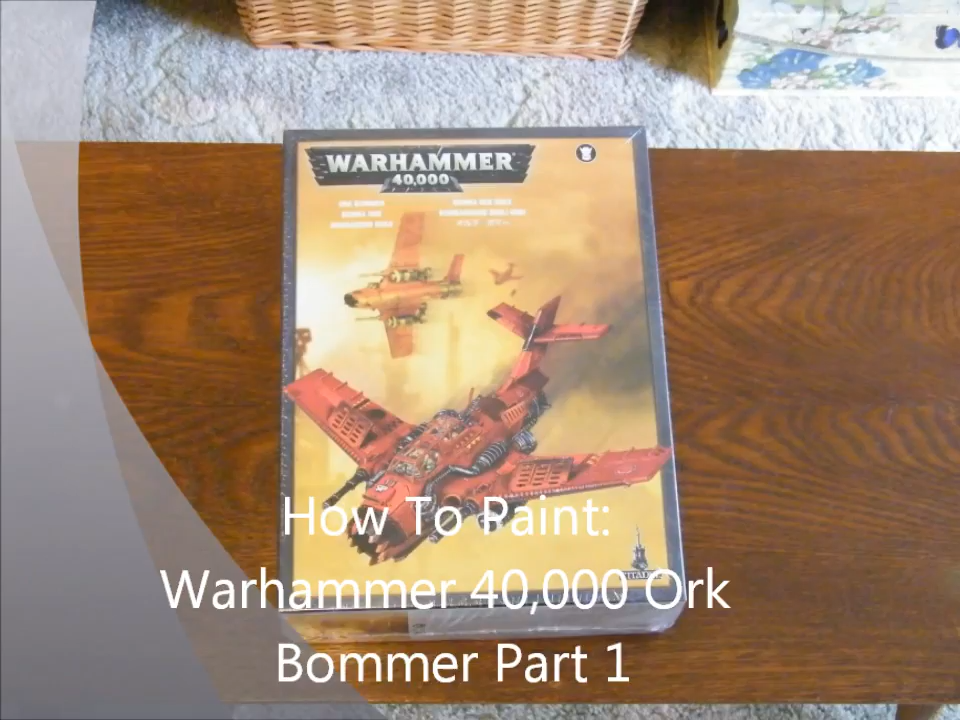 WARHAMMER
40,000
How To Paint:
Warhammer 40,000 Ork
Bommer Part 1